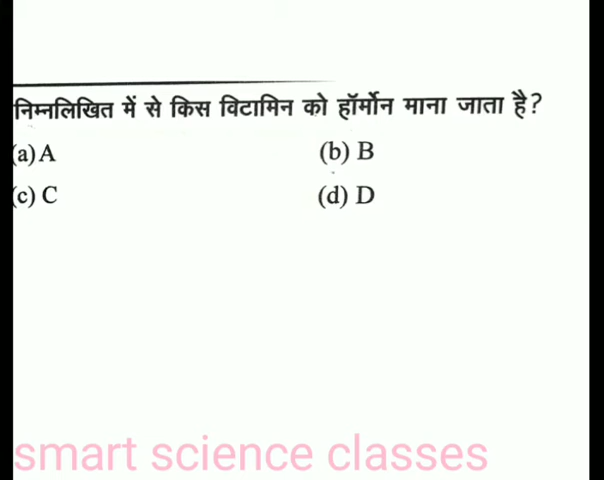 निम्नलिखित में से किस विटामिन को हॉर्मोन माना जाता है?
(a) A (b) B
(c) C (d) D
smart science classes